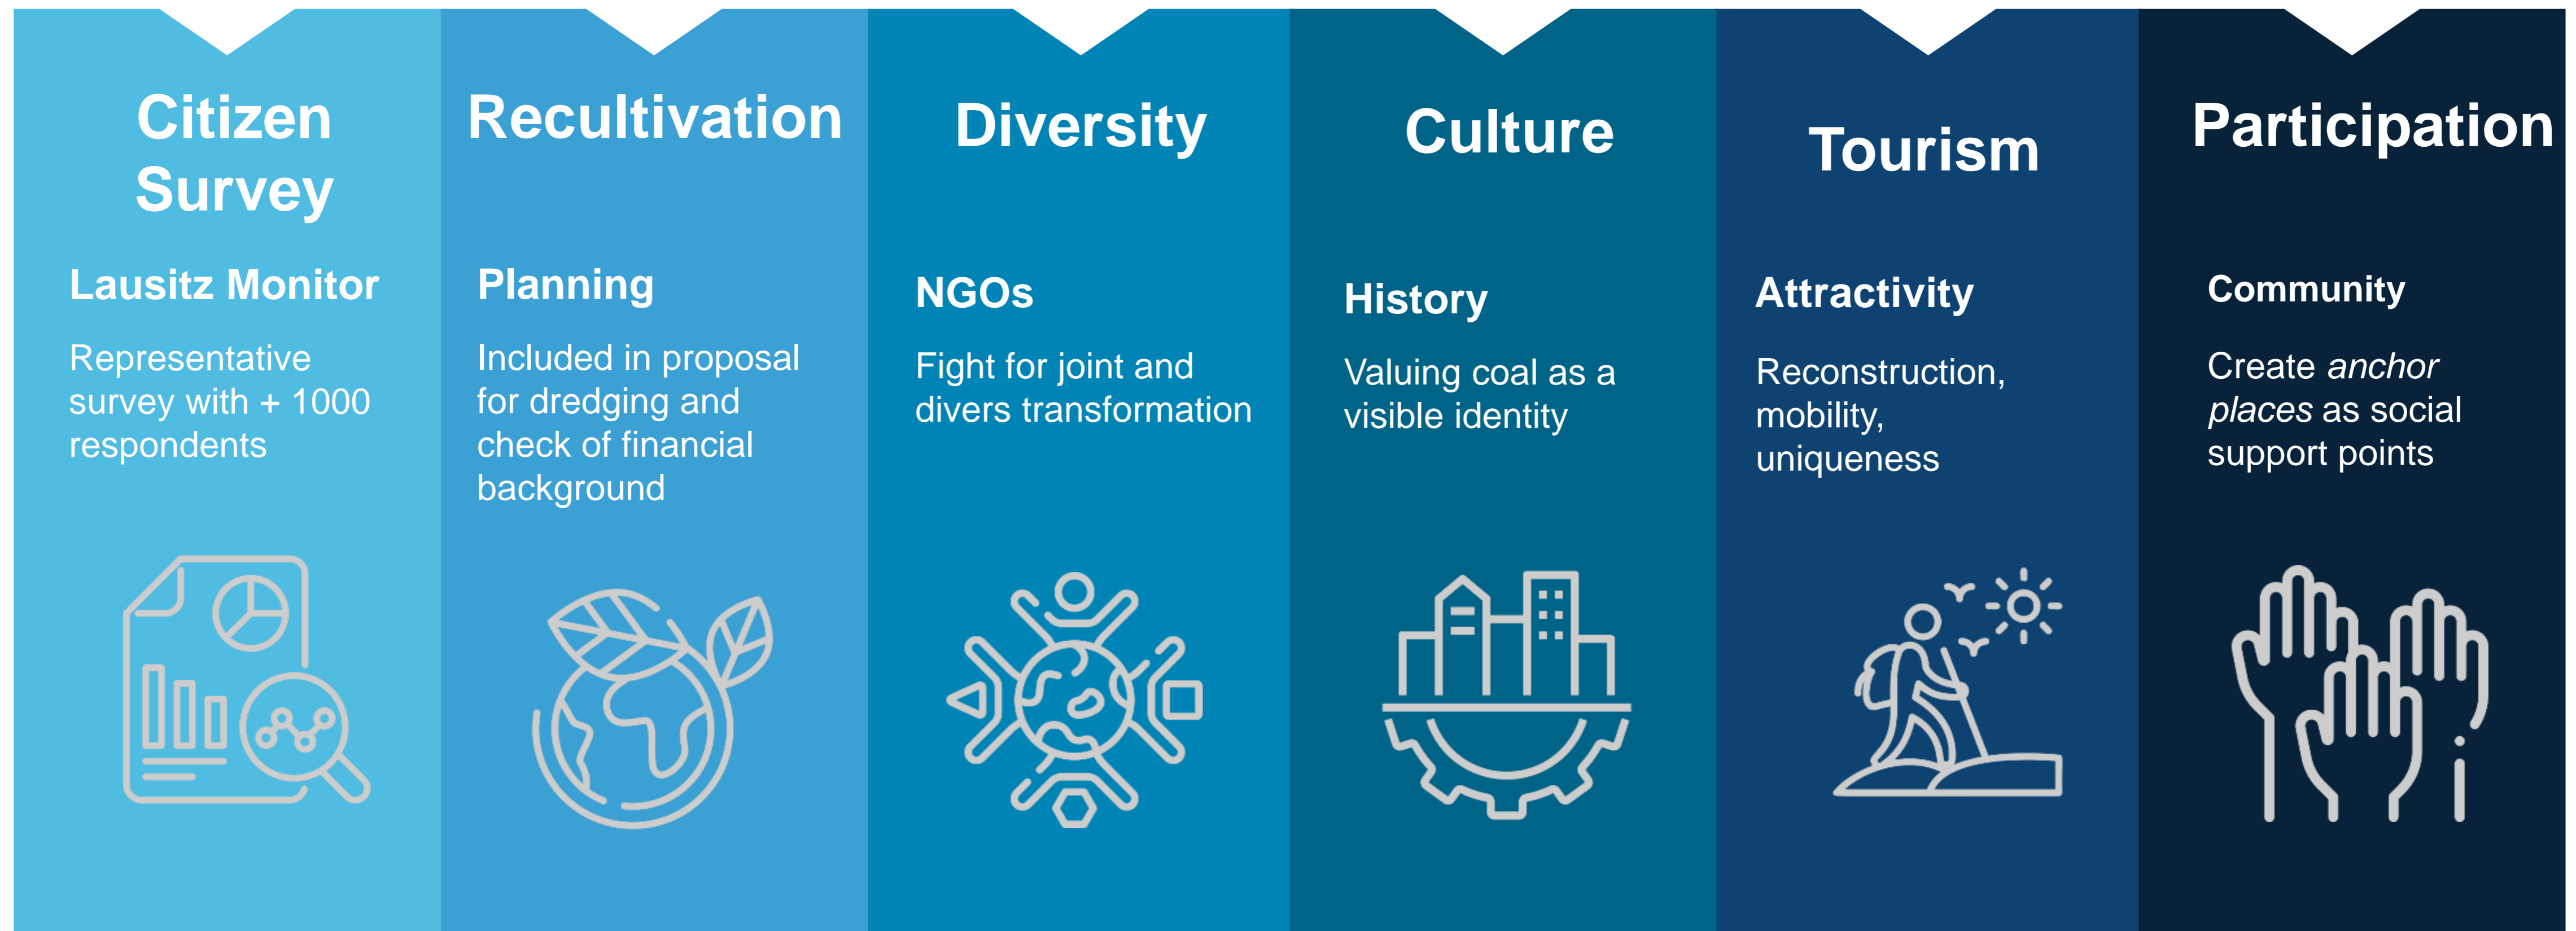 Citizen
Survey
Lausitz Monitor
Representative
survey with + 1000
respondents
Recultivation
Planning
Included in proposal
for dredging and
check of financial
background
Diversity
NGOs
Fight for joint and
divers transformation
Culture
History
Valuing coal as a
visible identity
Tourism
Attractivity
Reconstruction,
mobility,
uniqueness
Participation
Community
Create anchor
places as social
support points